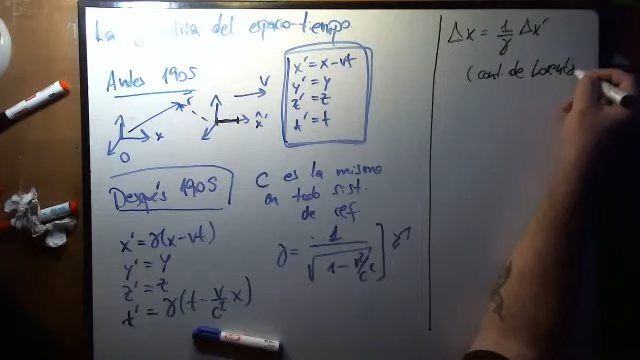 La geometría del espacio-tiempo
Antes 1905
x' = x - vt
y' = y
z' = z
t' = t
x
O
v
x'
Después 1905
C es la misma
en todo sist.
de ref
x' = γ(x - vt)
y' = y
z' = z
t' = γ(t - v/c² x)
γ = 1/√(1 - v²/c²)
Δx = 1/γ Δx'
(cont de Lorentz